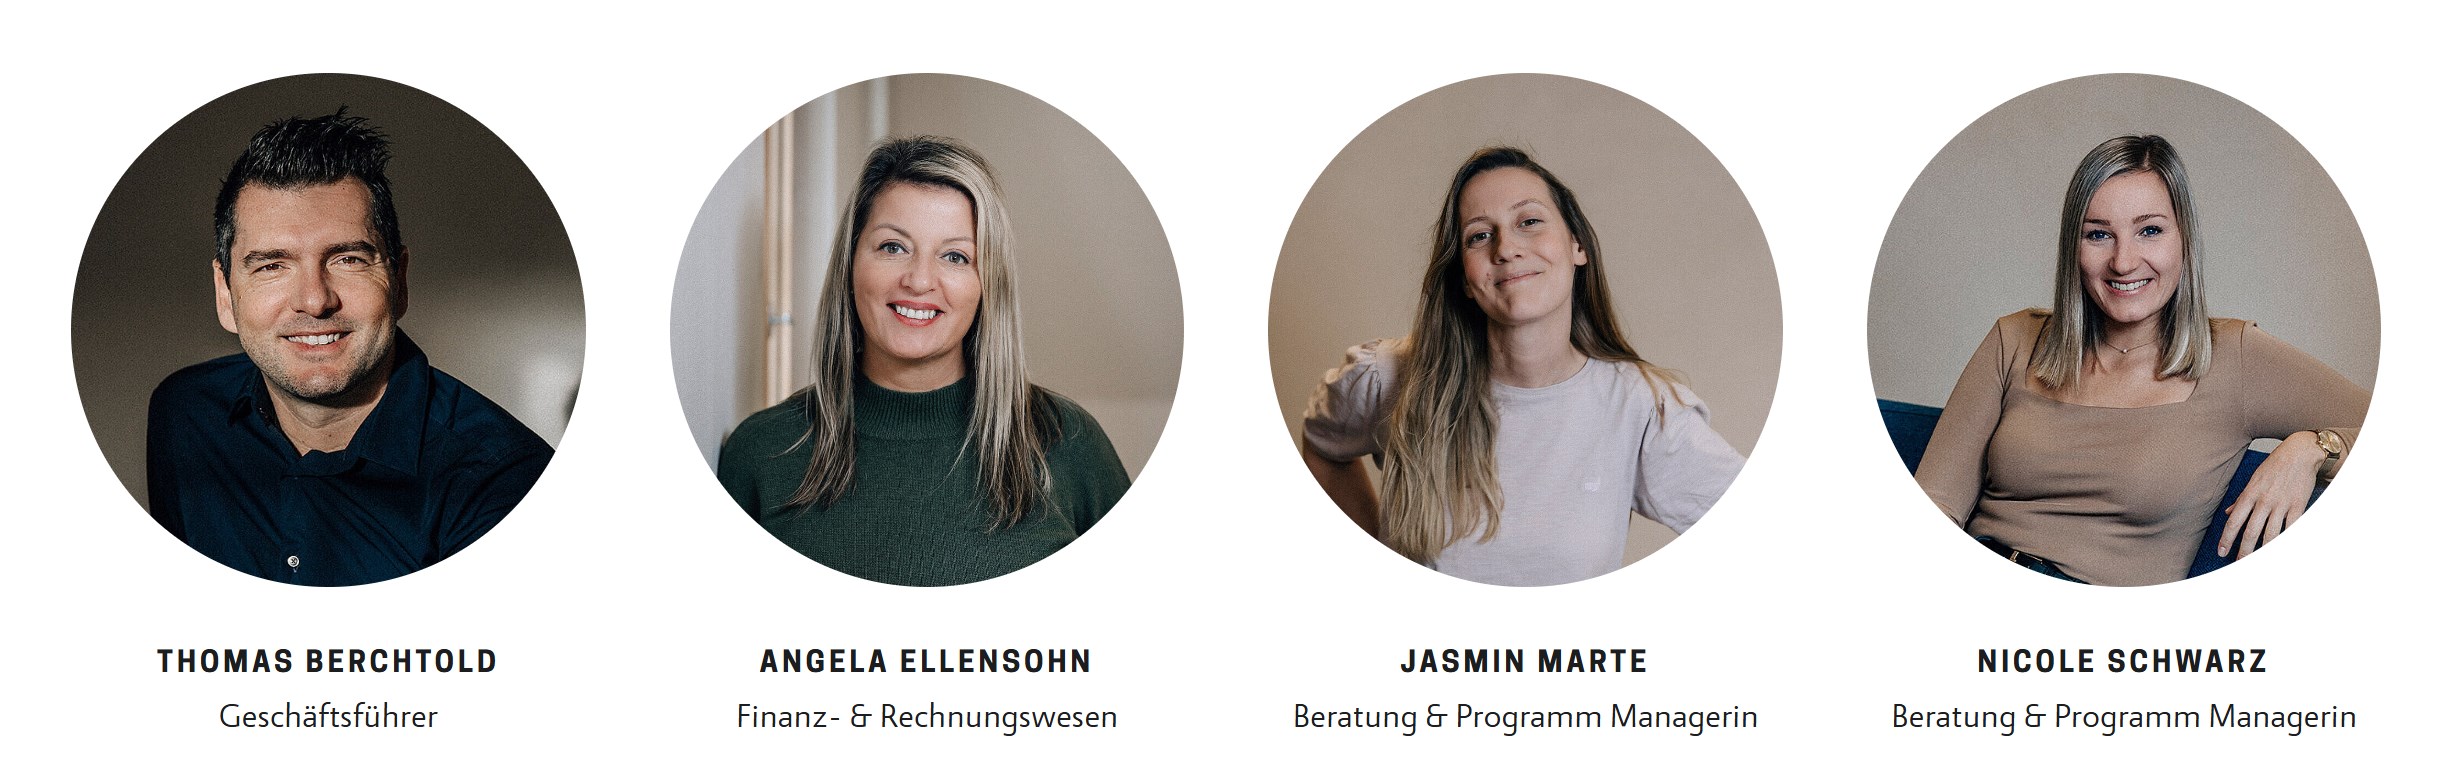 THOMAS BERCHTOLD
Geschäftsführer
ANGELA ELLENSOHN
Finanz- & Rechnungswesen
JASMIN MARTE
Beratung & Programm Managerin
NICOLE SCHWARZ
Beratung & Programm Managerin